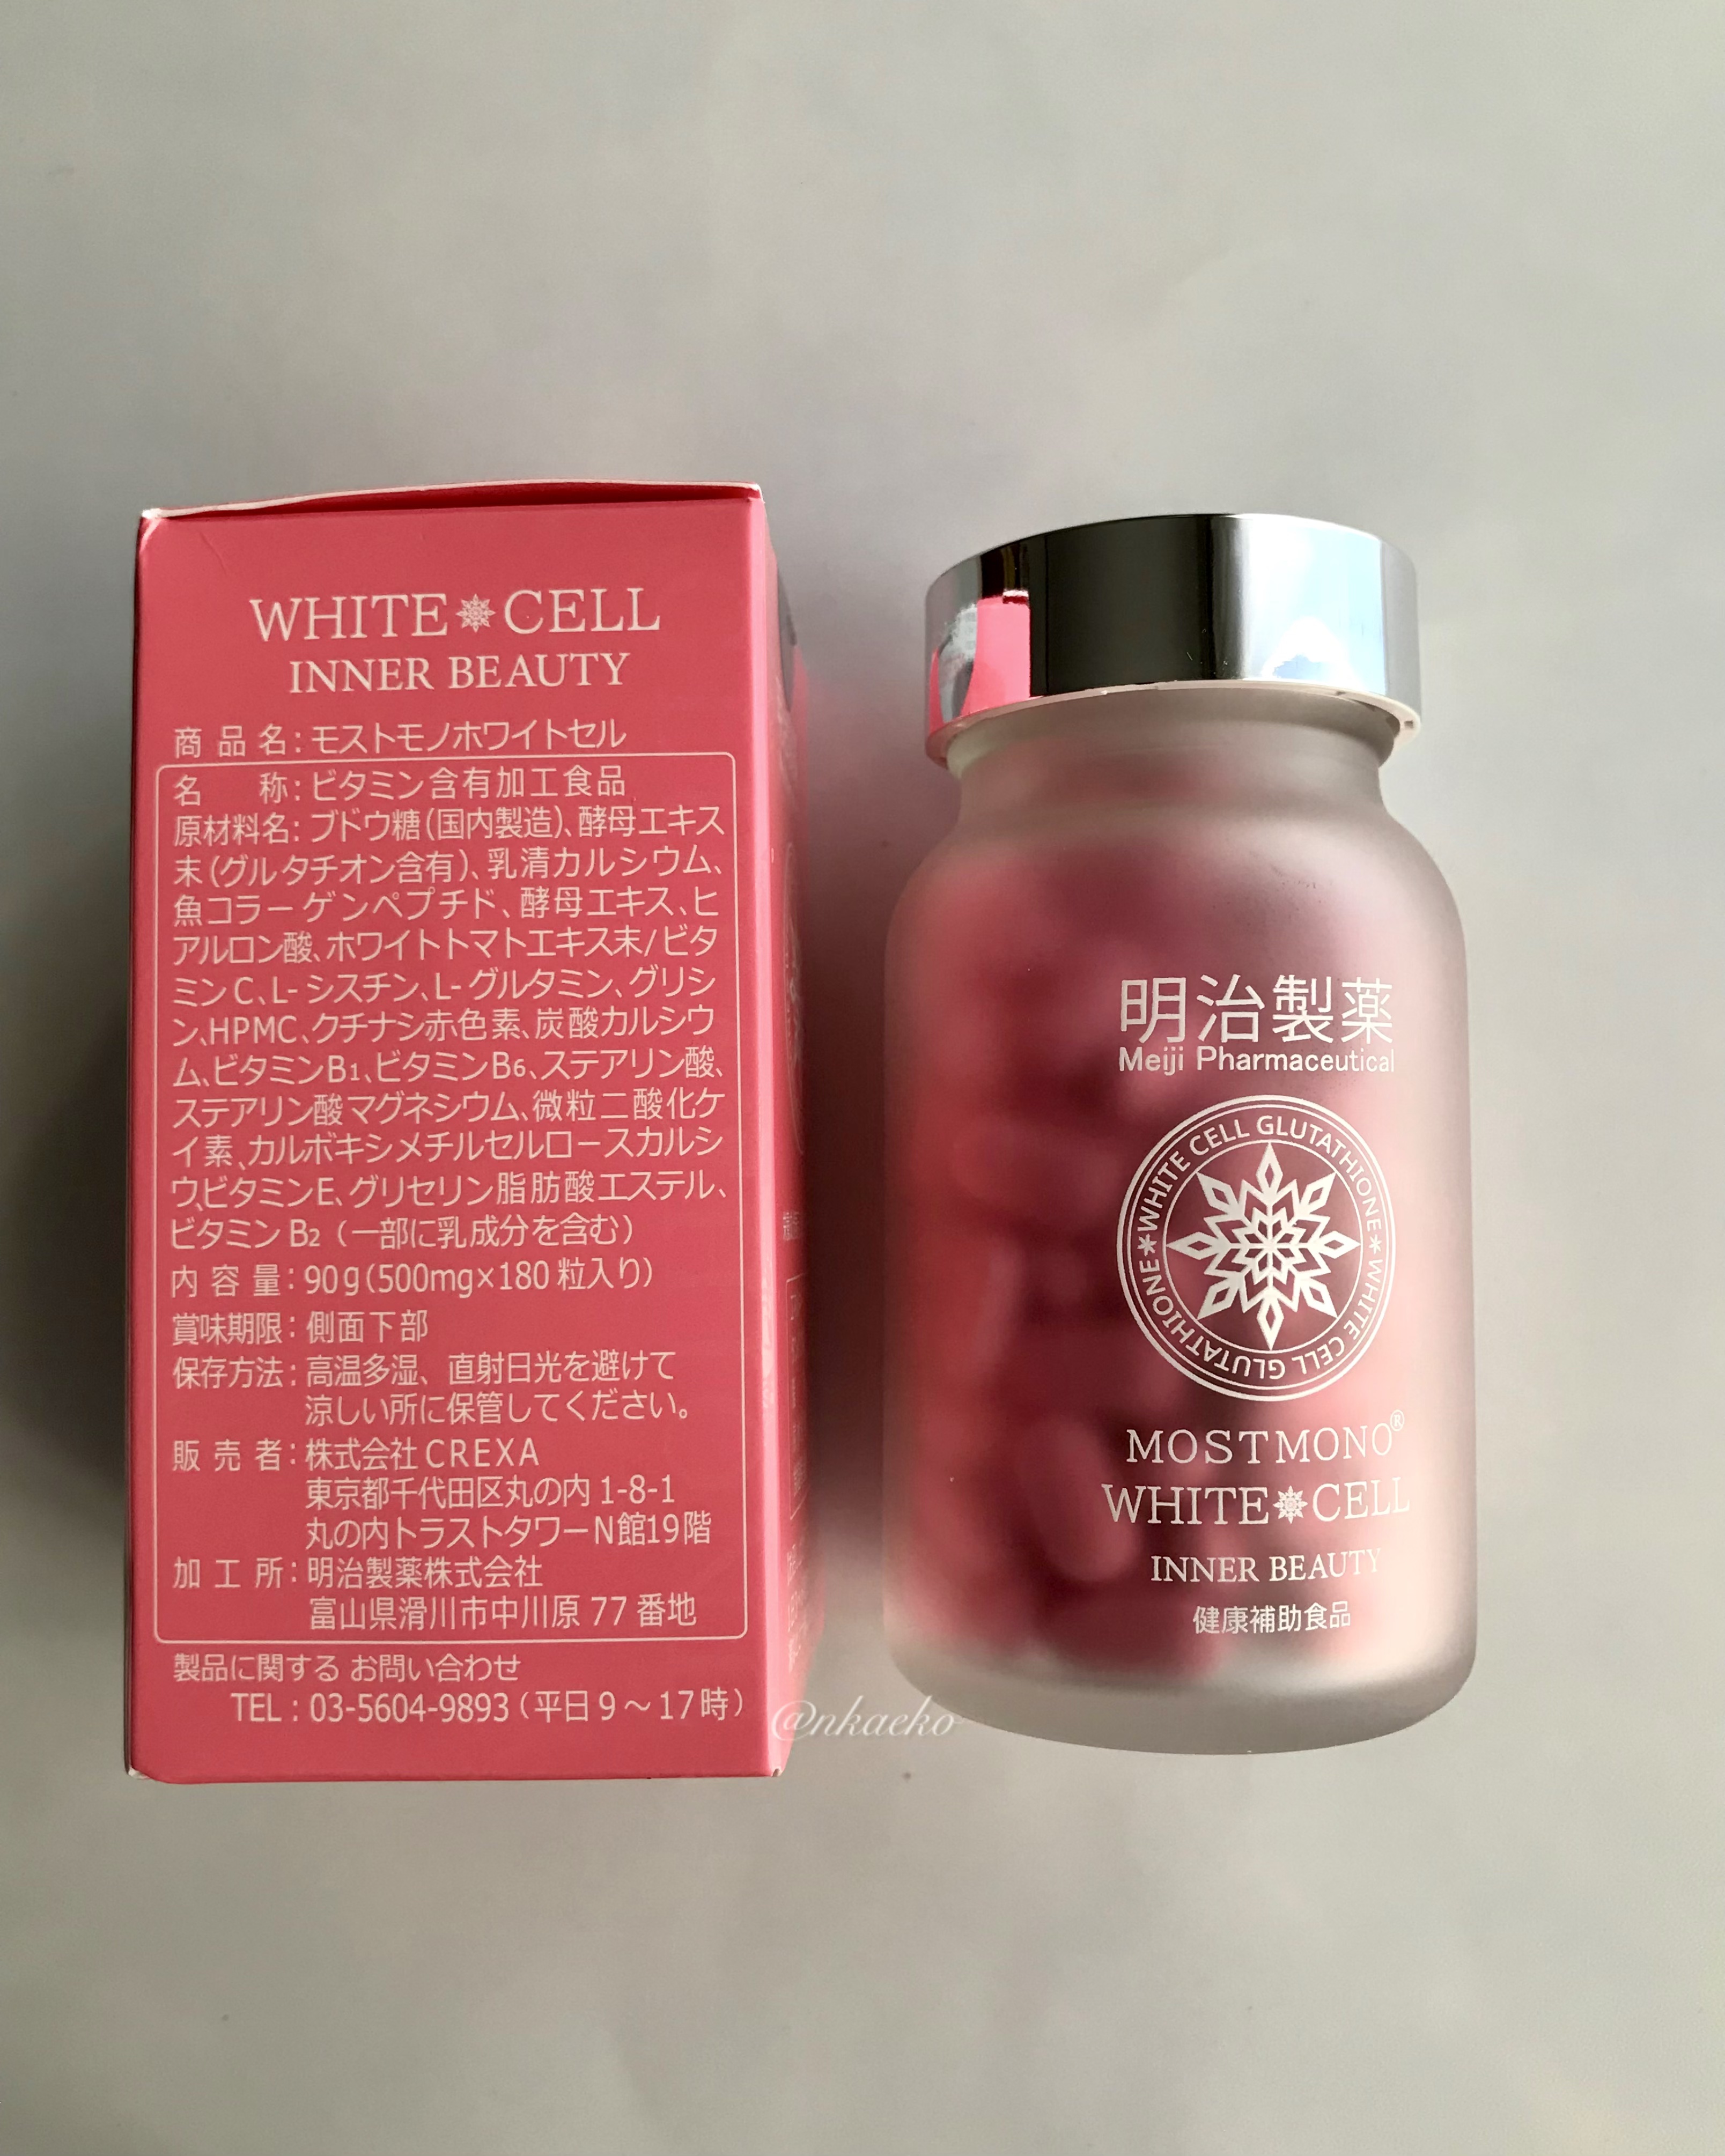 WHITE CELL
INNER BEAUTY
商品名：モストモノホワイトセル
名　　称：ビタミン含有加工食品
原材料名：ブドウ糖（国内製造）、酵母エキス
末（グルタチオン含有）、乳清カルシウム、
魚コラーゲンペプチド、酵母エキス、ヒ
アルロン酸、ホワイトトマトエキス末/ビタ
ミンC、L-シスチン、L-グルタミン、グリシ
ン、HPMC、クチナシ赤色素、炭酸カルシウ
ム、ビタミンB1、ビタミンB6、ステアリン酸、
ステアリン酸マグネシウム、微粒二酸化ケ
イ素、カルボキシメチルセルロースカルシ
ウ、ビタミンE、グリセリン脂肪酸エステル、
ビタミンB2（一部に乳成分を含む）
内容量：90g（500mg×180粒入り）
賞味期限：側面下部
保存方法：高温多湿、直射日光を避けて
涼しい所に保管してください。
販売者：株式会社CREXA
東京都千代田区丸の内1-8-1
丸の内トラストタワーN館19階
加工所：明治製薬株式会社
富山県滑川市中川原77番地
製品に関するお問い合わせ
TEL：03-5604-9893（平日9～17時）
明治製薬
Meiji Pharmaceutical
WHITE CELL GLUTATHIONE * WHITE CELL GLUTATHIONE *
MOSTMONO®
WHITE CELL
INNER BEAUTY
健康補助食品
@nkaeko